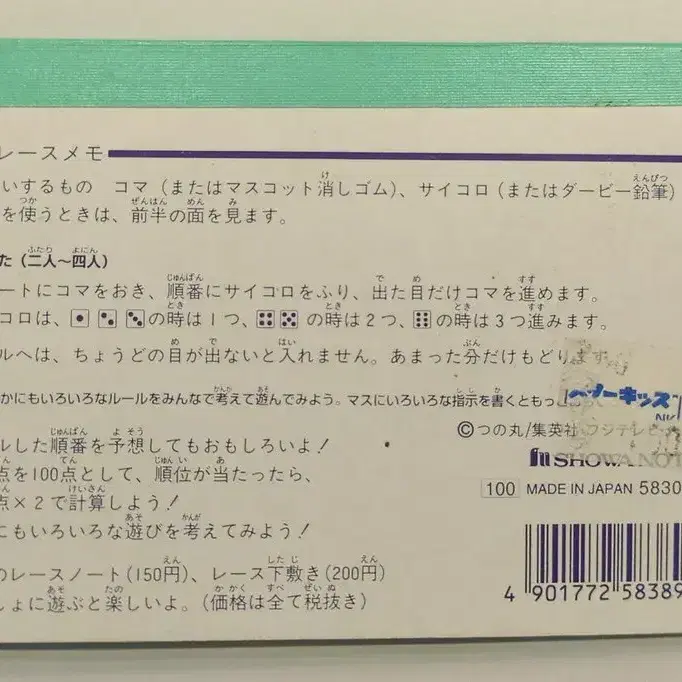 レースメモ
いするもの コマ(またはマスコット消しゴム)、サイコロ(またはダービー鉛筆)
を使うときは、前半の面を見ます。
た(二人〜四人)
ートにコマをおき、順番にサイコロをふり、出た目だけコマを進めます。
コロは、⚀ ⚁ ⚂の時は1つ、⚃ ⚄ の時は2つ、⚅ の時は3つ進みます。
ルへは、ちょうどの目が出ないと入れません。あまった分だけもどります。
かにもいろいろなルールをみんなで考えて遊んでみよう。マスにいろいろな指示を書くともっ
ルした順番を予想してもおもしろいよ!
点を100点として、順位が当たったら、
点×2で計算しよう!
にもいろいろな遊びを考えてみよう!
のレースノート(150円)、レース下敷き(200円)
しょに遊ぶと楽しいよ。(価格は全て税抜き)
©つの丸/集英社・フジテレビ
SHOWA NOT
100 MADE IN JAPAN 5830
4 901772 58389